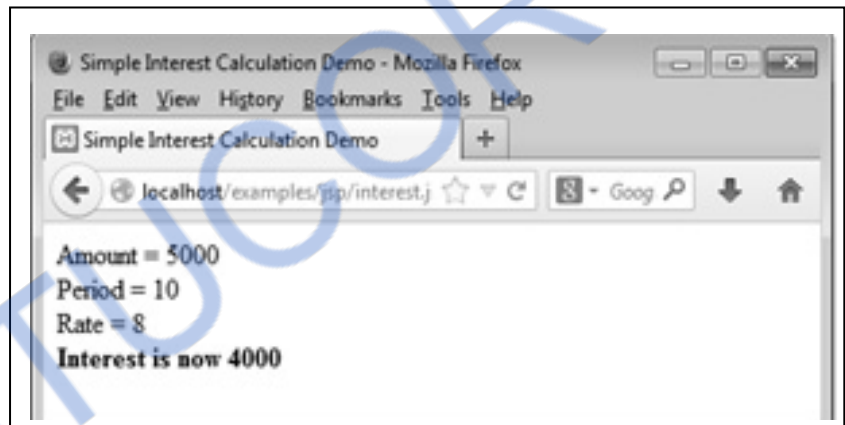 Simple Interest Calculation Demo - Mozilla Firefox
File Edit View History Bookmarks Tools Help
Simple Interest Calculation Demo +
localhost/examples/jsp/interest.j Goog
Amount = 5000
Period = 10
Rate = 8
Interest is now 4000
TUCOR